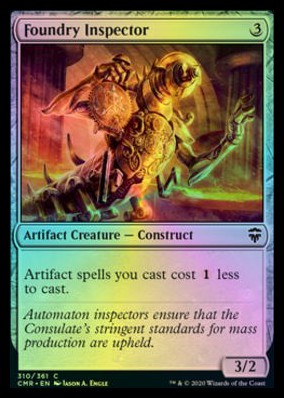 Foundry Inspector 3
Artifact Creature — Construct
Artifact spells you cast cost 1 less
to cast.
Automaton inspectors ensure that the
Consulate's stringent standards for mass
production are upheld.
3/2
310/361 C
CMR • EN Jason A. Engle
™ & © 2020 Wizards of the Coast